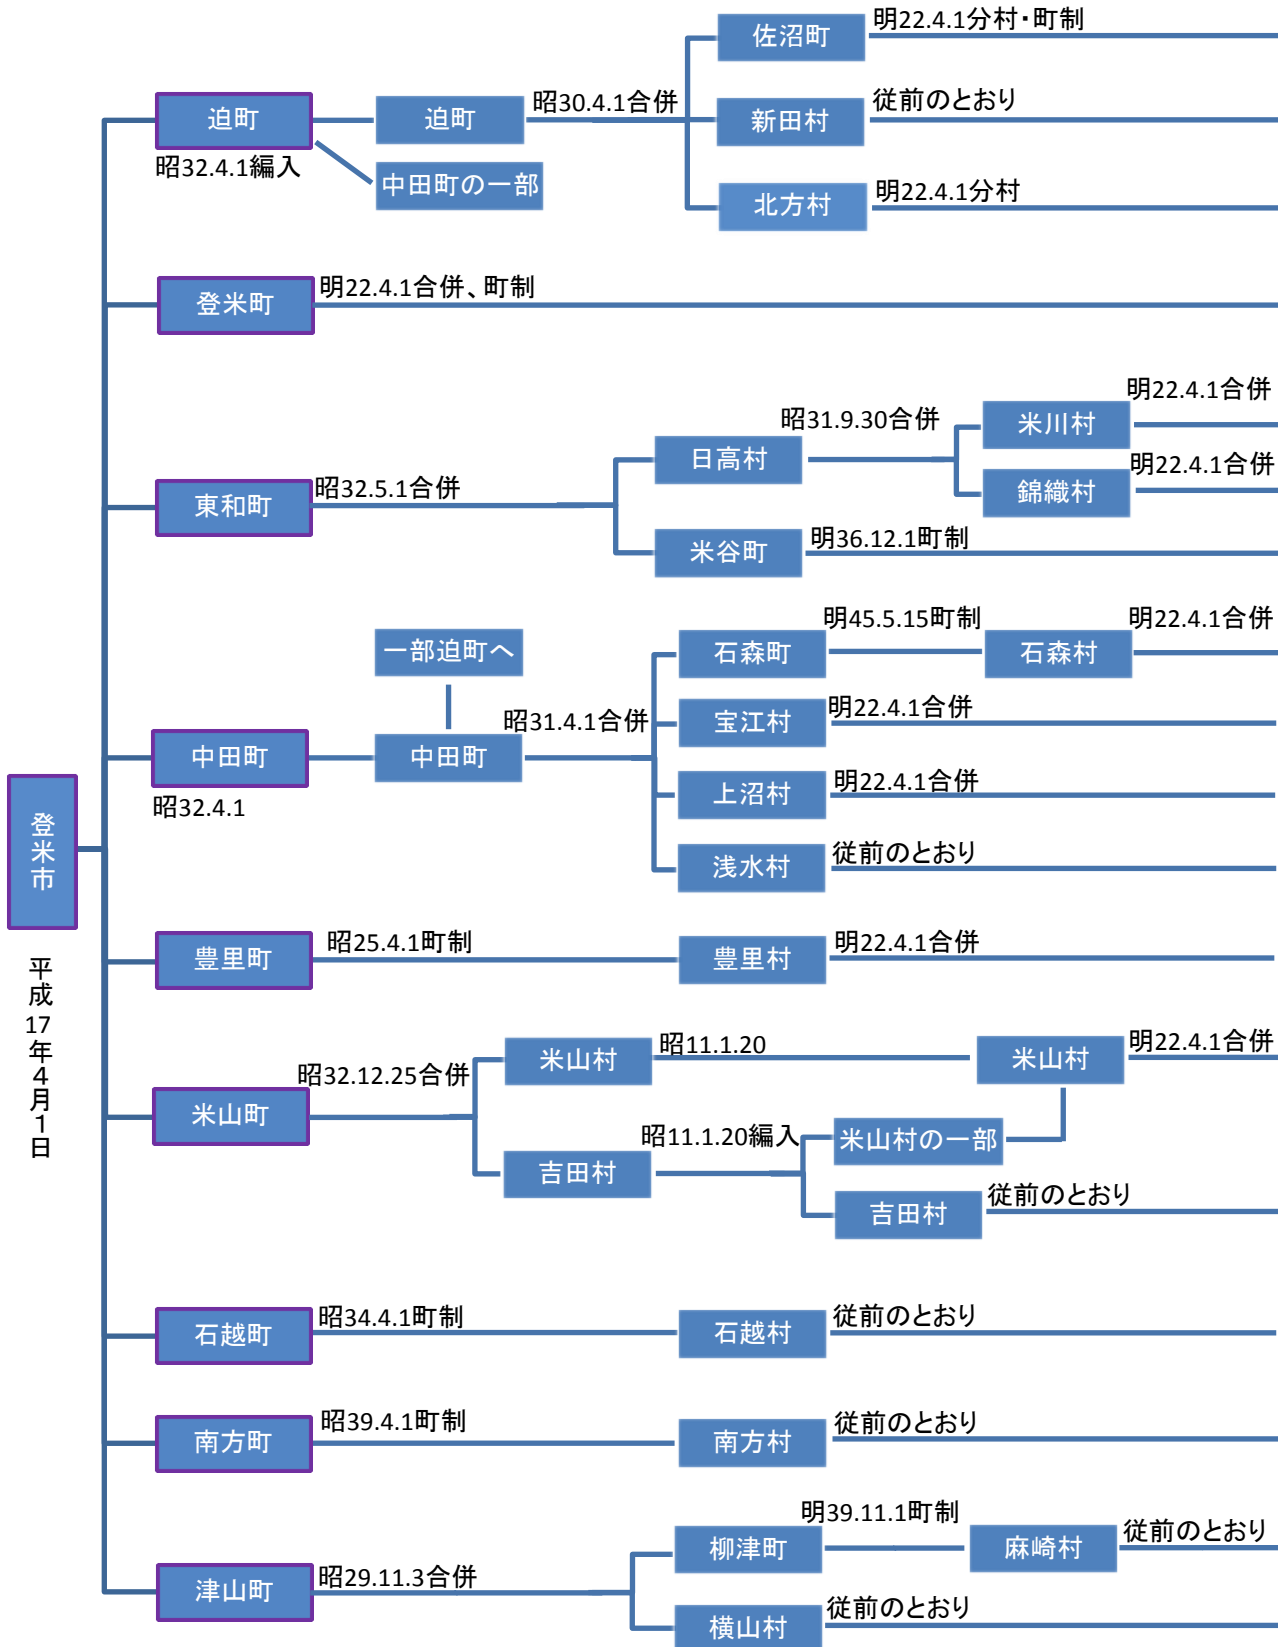 佐沼町
明22.4.1分村・町制
迫町
迫町
昭30.4.1合併
新田村
従前のとおり
昭32.4.1編入
中田町の一部
北方村
明22.4.1分村
登米町
明22.4.1合併、町制
東和町
昭32.5.1合併
日高村
昭31.9.30合併
米川村
明22.4.1合併
錦織村
明22.4.1合併
米谷町
明36.12.1町制
一部迫町へ
石森町
明45.5.15町制
石森村
明22.4.1合併
中田町
昭32.4.1
中田町
昭31.4.1合併
宝江村
明22.4.1合併
上沼村
明22.4.1合併
浅水村
従前のとおり
登米市
平成17年4月1日
豊里町
昭25.4.1町制
豊里村
明22.4.1合併
米山町
昭32.12.25合併
米山村
昭11.1.20
米山村
明22.4.1合併
吉田村
昭11.1.20編入
米山村の一部
吉田村
従前のとおり
石越町
昭34.4.1町制
石越村
従前のとおり
南方町
昭39.4.1町制
南方村
従前のとおり
津山町
昭29.11.3合併
柳津町
明39.11.1町制
麻崎村
従前のとおり
横山村
従前のとおり